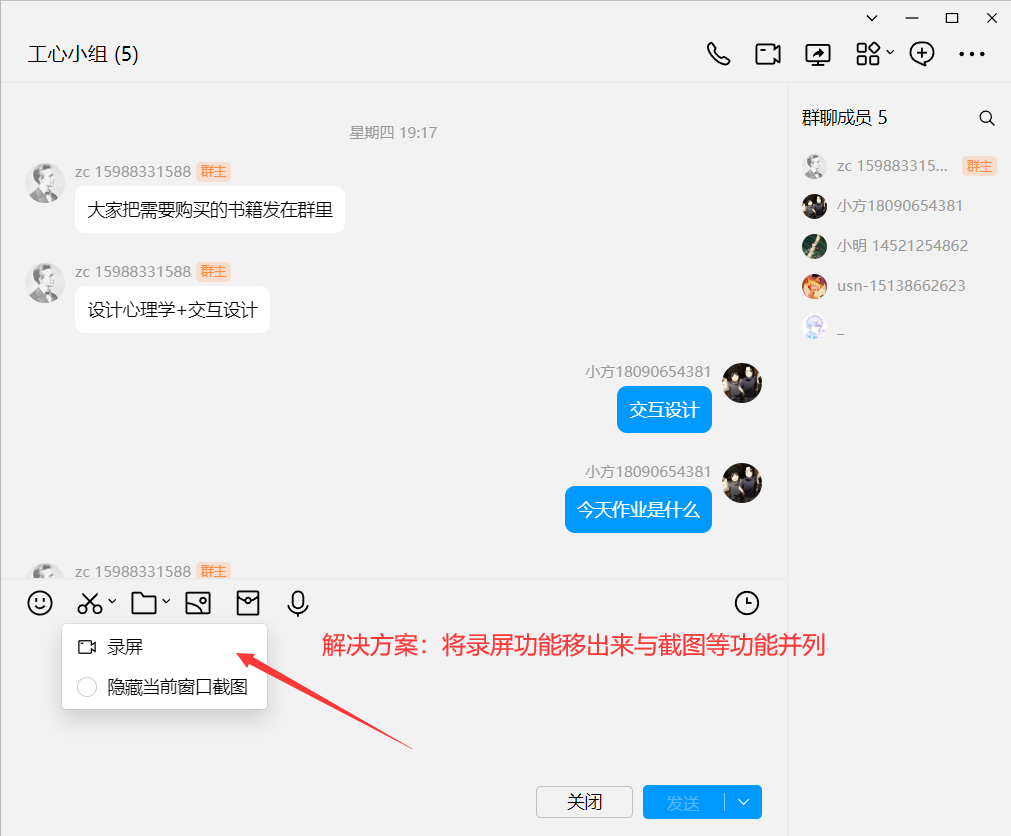 工心小组 (5)
星期四 19:17
zc 15988331588 群主
大家把需要购买的书籍发在群里
zc 15988331588 群主
设计心理学+交互设计
小方18090654381
交互设计
小方18090654381
今天作业是什么
zc 15988331588 群主
录屏
隐藏当前窗口截图
解决方案：将录屏功能移出来与截图等功能并列
关闭
发送
群聊成员 5
zc 159883315... 群主
小方18090654381
小明 14521254862
usn-15138662623
_